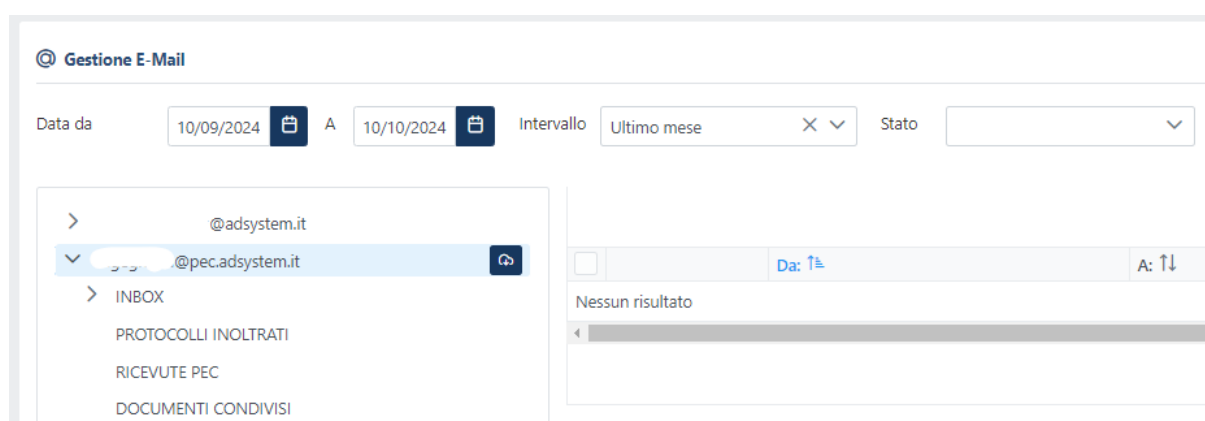 @ Gestione E-Mail
Data da 10/09/2024 A 10/10/2024 Intervallo Ultimo mese Stato
@adsystem.it
.@pec.adsystem.it
Da: A:
INBOX
Nessun risultato
PROTOCOLLI INOLTRATI
RICEVUTE PEC
DOCUMENTI CONDIVISI